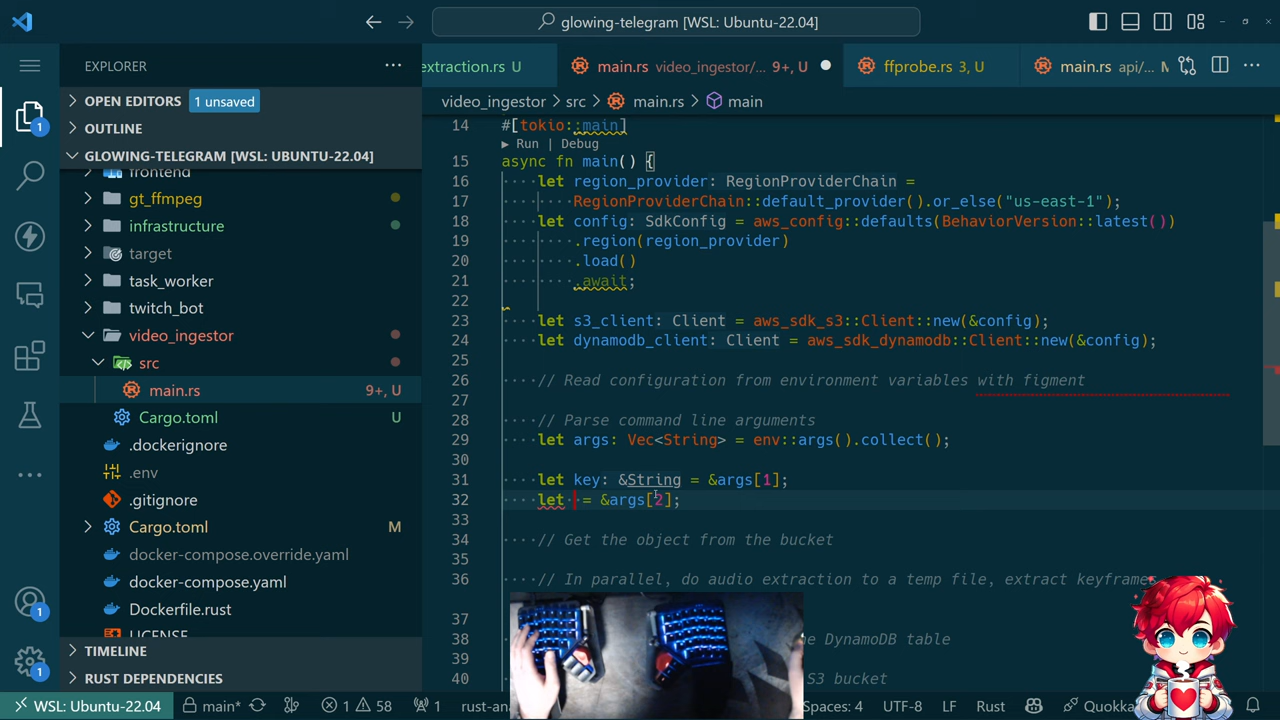 glowing-telegram [WSL: Ubuntu-22.04]
EXPLORER
extraction.rs U
main.rs video_ingestor/... 9+, U
ffprobe.rs 3, U
main.rs api/... M
OPEN EDITORS 1 unsaved
video_ingestor > src > main.rs > main
OUTLINE
GLOWING-TELEGRAM [WSL: UBUNTU-22.04]
frontend
gt_ffmpeg
infrastructure
target
task_worker
twitch_bot
video_ingestor
src
main.rs 9+, U
Cargo.toml U
.dockerignore
.env
.gitignore
Cargo.toml M
docker-compose.override.yaml
docker-compose.yaml
Dockerfile.rust
LICENSE
TIMELINE
RUST DEPENDENCIES
14 #[tokio::main]
▶ Run | Debug
15 async fn main() {
16 ····let region_provider: RegionProviderChain =
17 ········RegionProviderChain::default_provider().or_else("us-east-1");
18 ····let config: SdkConfig = aws_config::defaults(BehaviorVersion::latest())
19 ········.region(region_provider)
20 ········.load()
21 ········.await;
22
23 ····let s3_client: Client = aws_sdk_s3::Client::new(&config);
24 ····let dynamodb_client: Client = aws_sdk_dynamodb::Client::new(&config);
25
26 ····// Read configuration from environment variables with figment
27
28 ····// Parse command line arguments
29 ····let args: Vec<String> = env::args().collect();
30
31 ····let key: &String = &args[1];
32 ····let · = &args[2];
33
34 ····// Get the object from the bucket
35
36 ····// In parallel, do audio extraction to a temp file, extract keyframes
37
38 DynamoDB table
39
40 S3 bucket
WSL: Ubuntu-22.04 main* 1 58 1 rust-an Spaces: 4 UTF-8 LF Rust Quokka